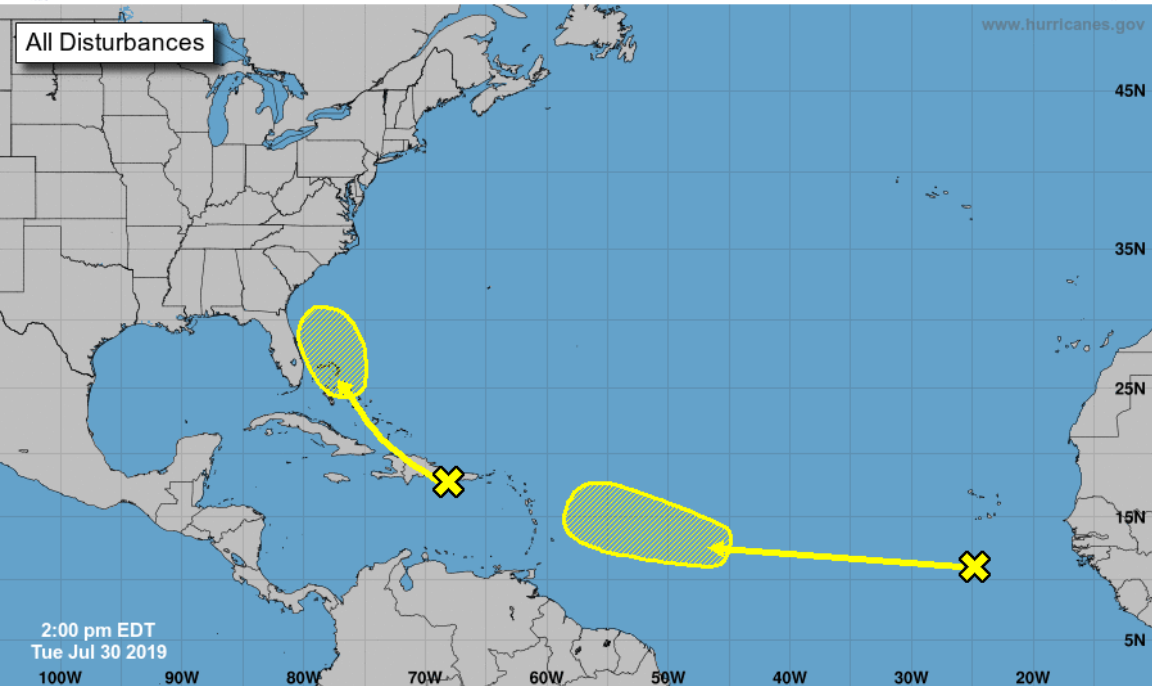 All Disturbances
www.hurricanes.gov
45N
35N
25N
15N
5N
2:00 pm EDT
Tue Jul 30 2019
100W 90W 80W 70W 60W 50W 40W 30W 20W